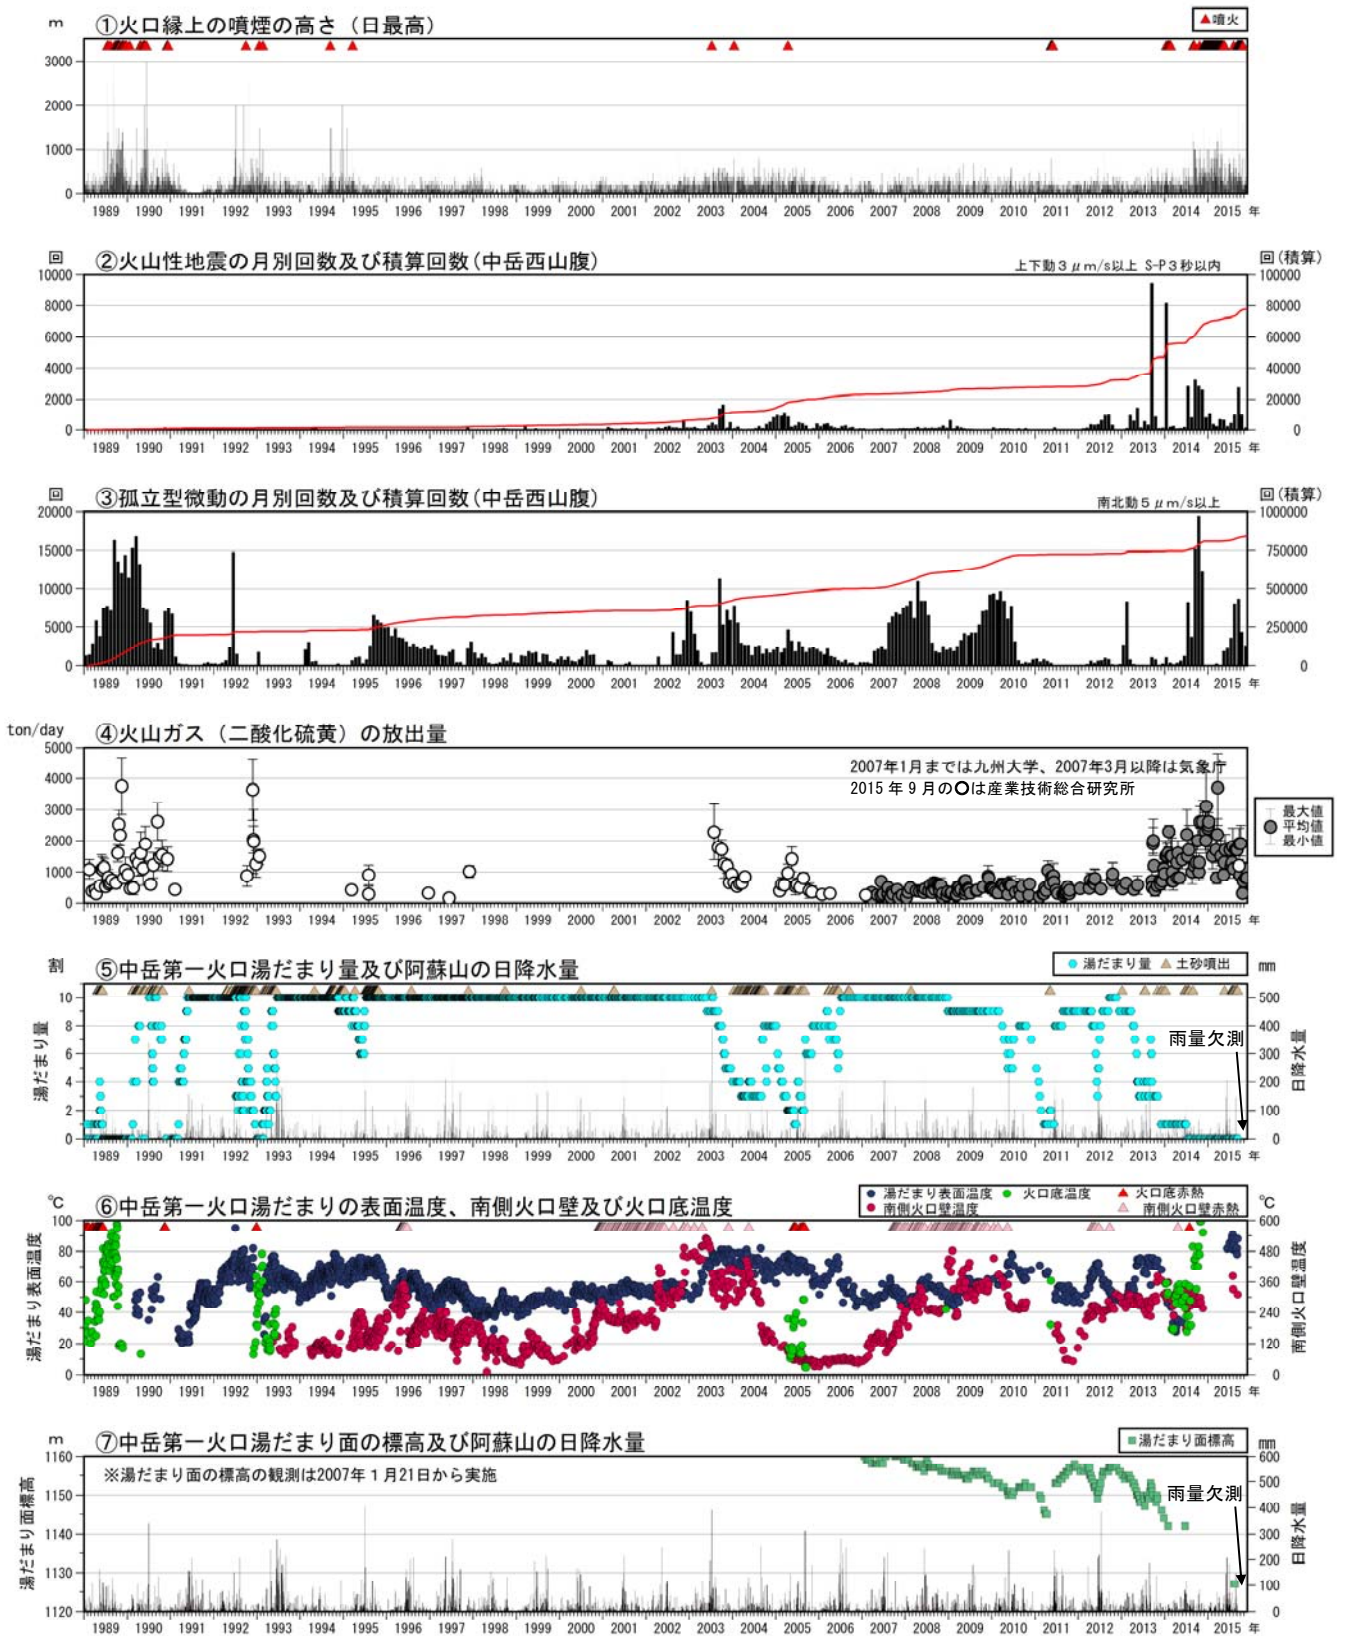 m ①火口縁上の噴煙の高さ（日最高） ▲噴火
3000
2000
1000
0
1989 1990 1991 1992 1993 1994 1995 1996 1997 1998 1999 2000 2001 2002 2003 2004 2005 2006 2007 2008 2009 2010 2011 2012 2013 2014 2015 年
回 ②火山性地震の月別回数及び積算回数(中岳西山腹) 上下動３μm/s以上 S-P３秒以内 回(積算)
10000 100000
8000 80000
6000 60000
4000 40000
2000 20000
0 0
1989 1990 1991 1992 1993 1994 1995 1996 1997 1998 1999 2000 2001 2002 2003 2004 2005 2006 2007 2008 2009 2010 2011 2012 2013 2014 2015 年
回 ③孤立型微動の月別回数及び積算回数(中岳西山腹) 南北動５μm/s以上 回(積算)
20000 1000000
15000 750000
10000 500000
5000 250000
0 0
1989 1990 1991 1992 1993 1994 1995 1996 1997 1998 1999 2000 2001 2002 2003 2004 2005 2006 2007 2008 2009 2010 2011 2012 2013 2014 2015 年
ton/day ④火山ガス（二酸化硫黄）の放出量
5000
4000
3000
2000
1000
0
2007年1月までは九州大学、2007年3月以降は気象庁
2015年９月の○は産業技術総合研究所
最大値
平均値
最小値
1989 1990 1991 1992 1993 1994 1995 1996 1997 1998 1999 2000 2001 2002 2003 2004 2005 2006 2007 2008 2009 2010 2011 2012 2013 2014 2015 年
割 ⑤中岳第一火口湯だまり量及び阿蘇山の日降水量 ●湯だまり量 ▲土砂噴出 mm
湯だまり量
10 500
8 400
6 300
4 200
2 100
0 0
雨量欠測
日降水量
1989 1990 1991 1992 1993 1994 1995 1996 1997 1998 1999 2000 2001 2002 2003 2004 2005 2006 2007 2008 2009 2010 2011 2012 2013 2014 2015 年
℃ ⑥中岳第一火口湯だまりの表面温度、南側火口壁及び火口底温度 ℃
●湯だまり表面温度 ●火口底温度 ▲火口底赤熱
●南側火口壁温度 ▲南側火口壁赤熱
湯だまり表面温度
100 600
80 480
60 360
40 240
20 120
0 0
南側火口壁温度
1989 1990 1991 1992 1993 1994 1995 1996 1997 1998 1999 2000 2001 2002 2003 2004 2005 2006 2007 2008 2009 2010 2011 2012 2013 2014 2015 年
m ⑦中岳第一火口湯だまり面の標高及び阿蘇山の日降水量 ■湯だまり面標高 mm
※湯だまり面の標高の観測は2007年１月21日から実施
湯だまり面標高
1160 600
500
1150
400
1140
300
200
1130
100
1120 0
雨量欠測
日降水量
1989 1990 1991 1992 1993 1994 1995 1996 1997 1998 1999 2000 2001 2002 2003 2004 2005 2006 2007 2008 2009 2010 2011 2012 2013 2014 2015 年